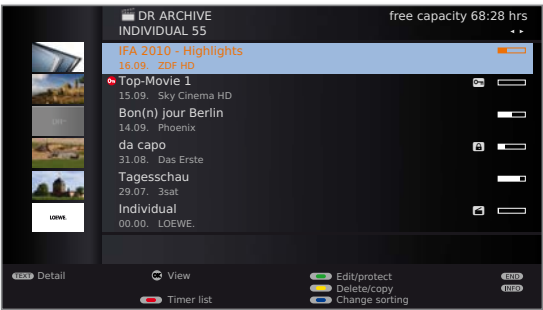 DR ARCHIVE
free capacity 68:28 hrs
INDIVIDUAL 55
IFA 2010 - Highlights
16.09. ZDF HD
Top-Movie 1
15.09. Sky Cinema HD
Bon(n) jour Berlin
14.09. Phoenix
da capo
31.08. Das Erste
Tagesschau
29.07. 3sat
Individual
00.00. LOEWE.
LOEWE.
TEXT Detail
OK View
Edit/protect
END
Delete/copy
INFO
Timer list
Change sorting